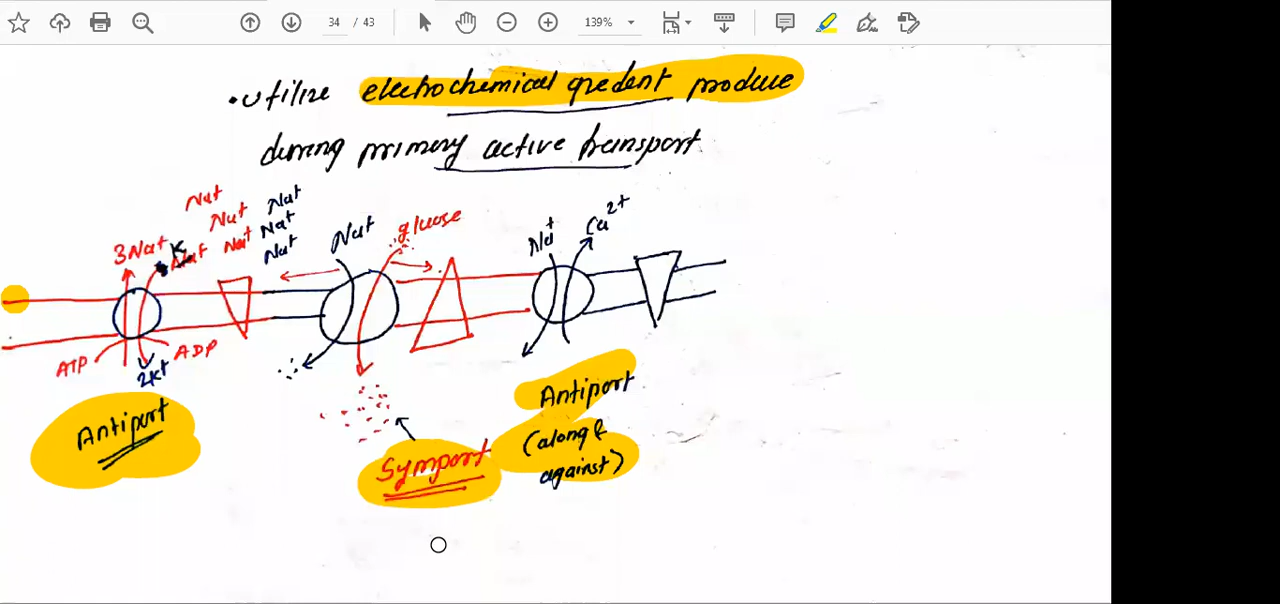 34 / 43
139%
• utilize electrochemical gredent produce
during primary active transport
Na+
Na+
Na+
Na+
Na+
Na+
3Na+
K
Na+
Na+
glucose
Na+
Ca2+
ATP
ADP
2K+
Antiport
Symport
Antiport
(along &
against)